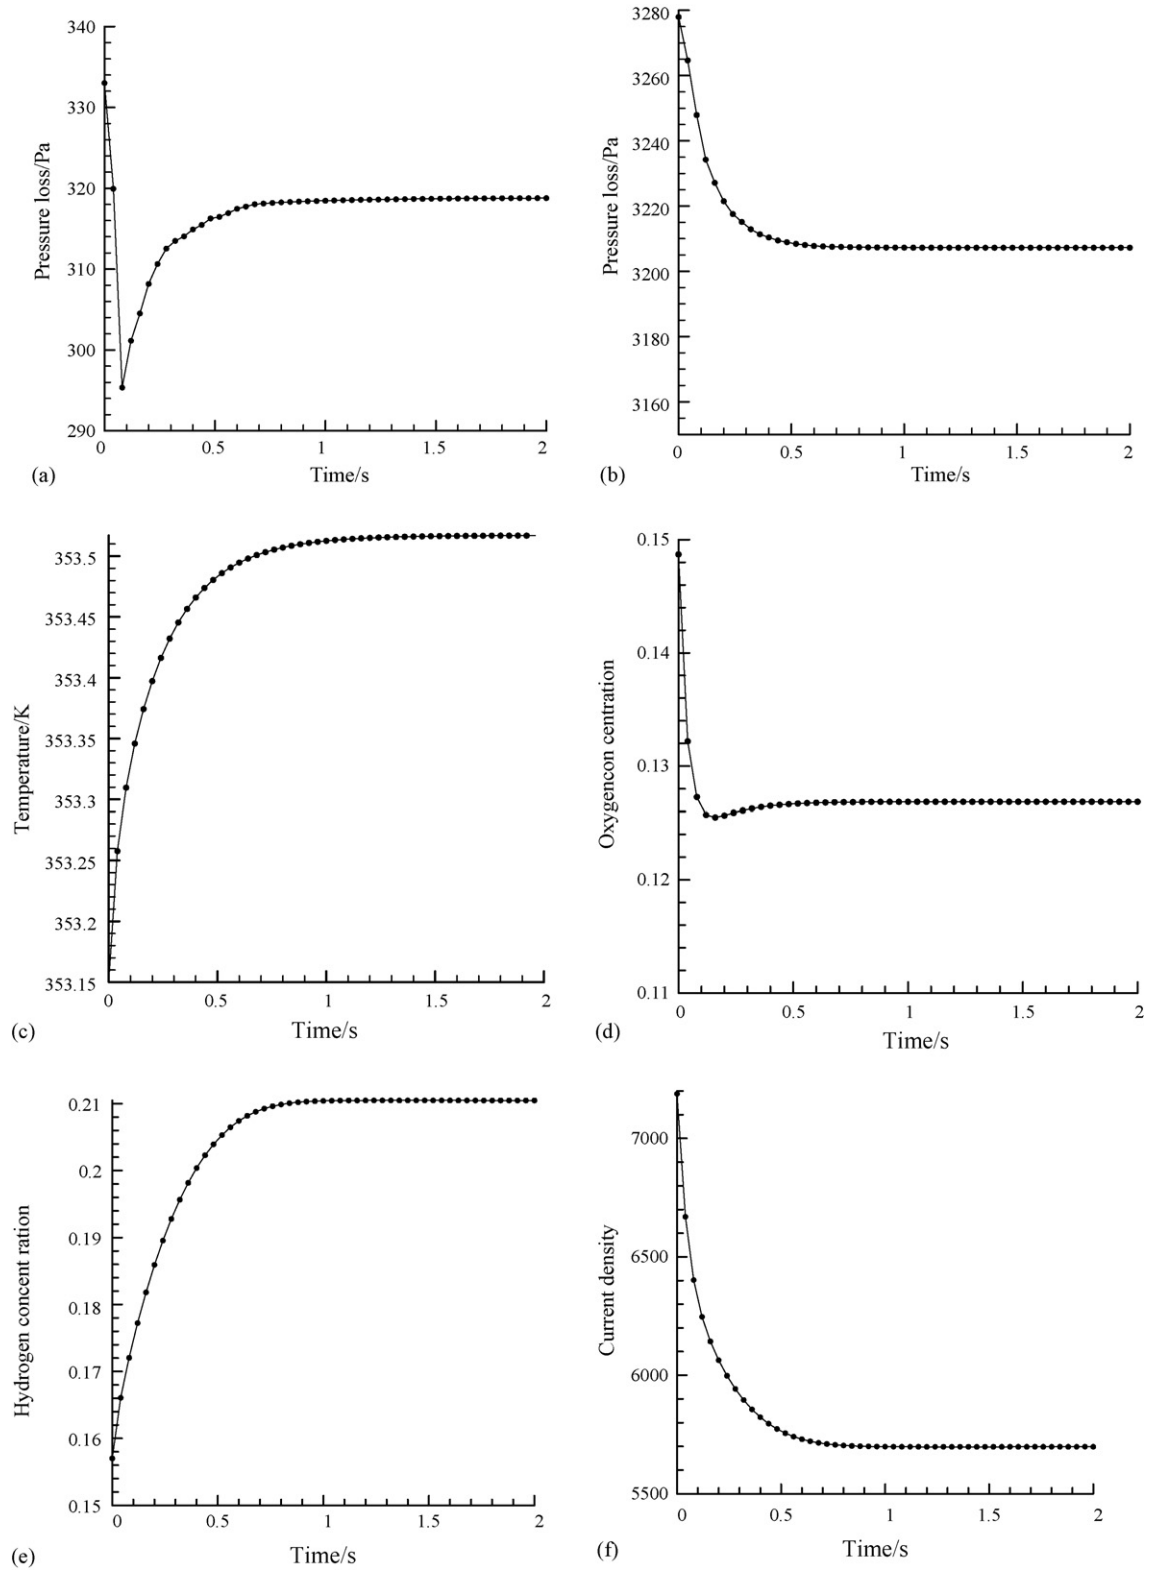 340
330
320
310
300
290
Pressure loss/Pa
0 0.5 1 1.5 2
Time/s
(a)
3280
3260
3240
3220
3200
3180
3160
Pressure loss/Pa
0 0.5 1 1.5 2
Time/s
(b)
353.5
353.45
353.4
353.35
353.3
353.25
353.2
353.15
Temperature/K
0 0.5 1 1.5 2
Time/s
(c)
0.15
0.14
0.13
0.12
0.11
Oxygencon centration
0 0.5 1 1.5 2
Time/s
(d)
0.21
0.2
0.19
0.18
0.17
0.16
0.15
Hydrogen concent ration
0 0.5 1 1.5 2
Time/s
(e)
7000
6500
6000
5500
Current density
0 0.5 1 1.5 2
Time/s
(f)